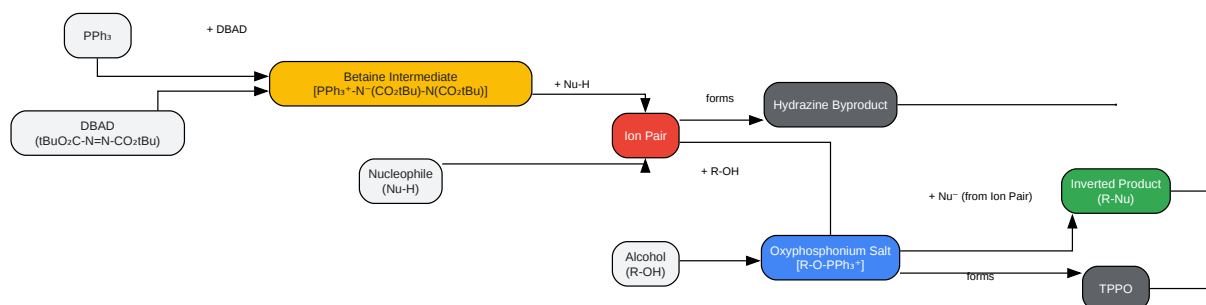 PPh₃
+ DBAD
Betaine Intermediate
[PPh₃⁺-N⁻(CO₂tBu)-N(CO₂tBu)]
+ Nu-H
forms
Hydrazine Byproduct
DBAD
(tBuO₂C-N=N-CO₂tBu)
Ion Pair
Nucleophile
(Nu-H)
+ R-OH
+ Nu⁻ (from Ion Pair)
Inverted Product
(R-Nu)
Alcohol
(R-OH)
Oxyphosphonium Salt
[R-O-PPh₃⁺]
forms
TPPO